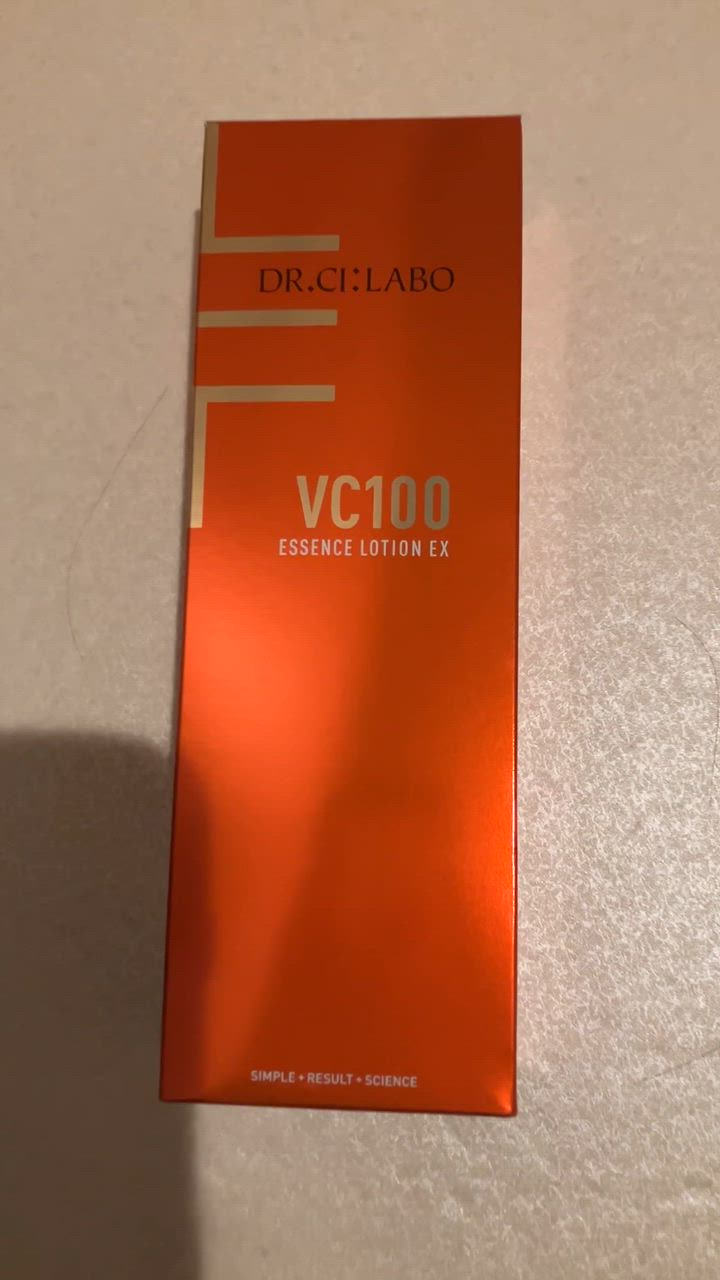 DR.CI:LABO
VC100
ESSENCE LOTION EX
SIMPLE+RESULT+SCIENCE